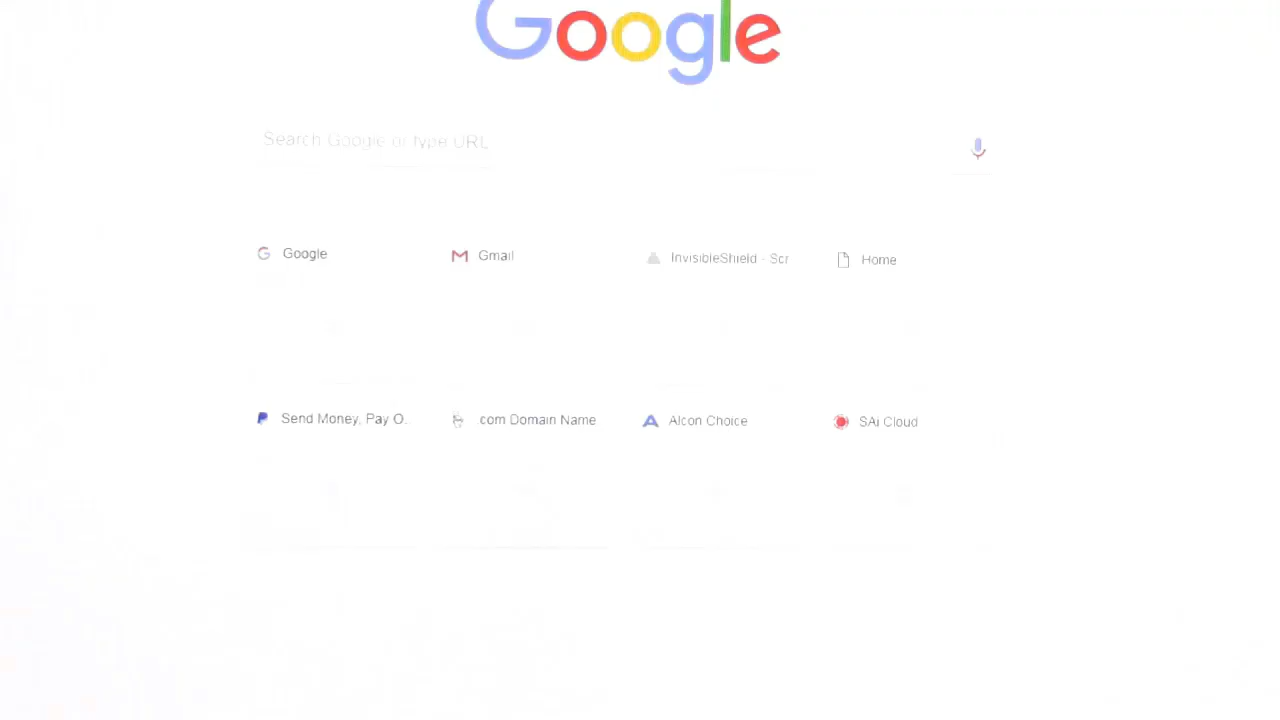 Google
Search Google or type URL
Google
Gmail
InvisibleShield - Scr
Home
Send Money, Pay O..
com Domain Name
Alcon Choice
SAi Cloud